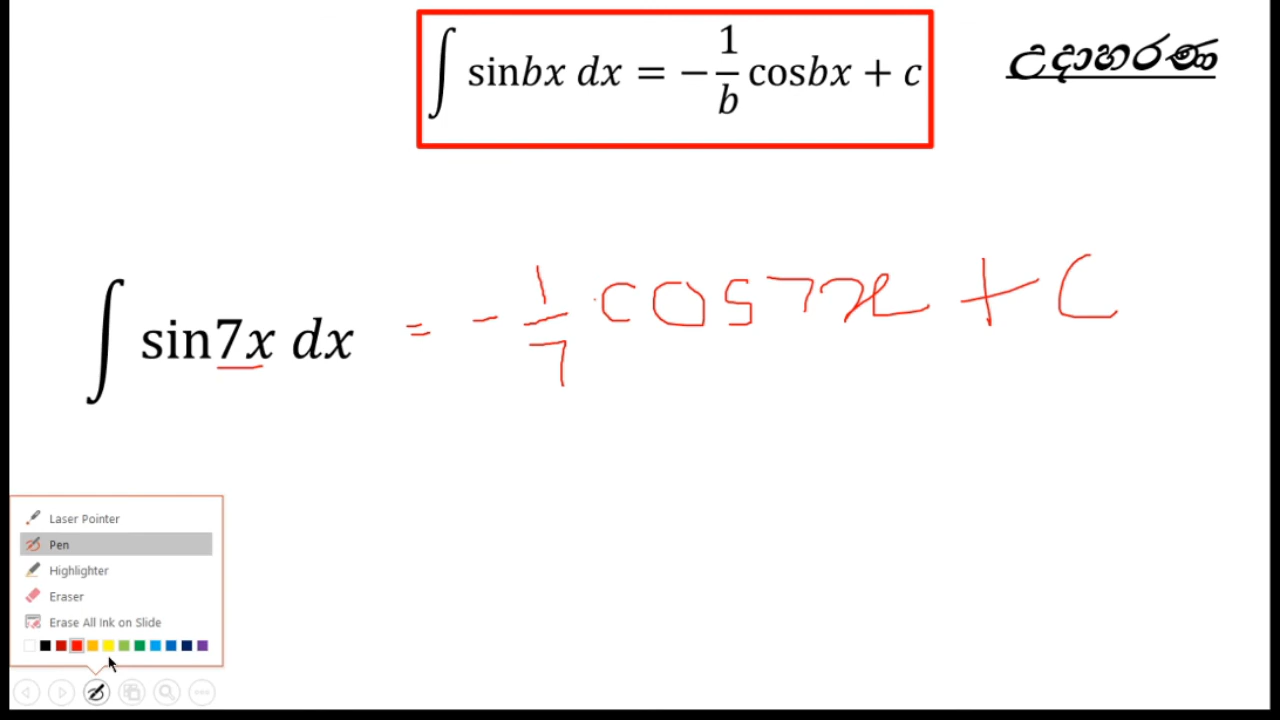 ∫ sinbx dx = −1/b cosbx + c
උදාහරණ
∫ sin7x dx = - 1/7 cos7x + c
Laser Pointer
Pen
Highlighter
Eraser
Erase All Ink on Slide